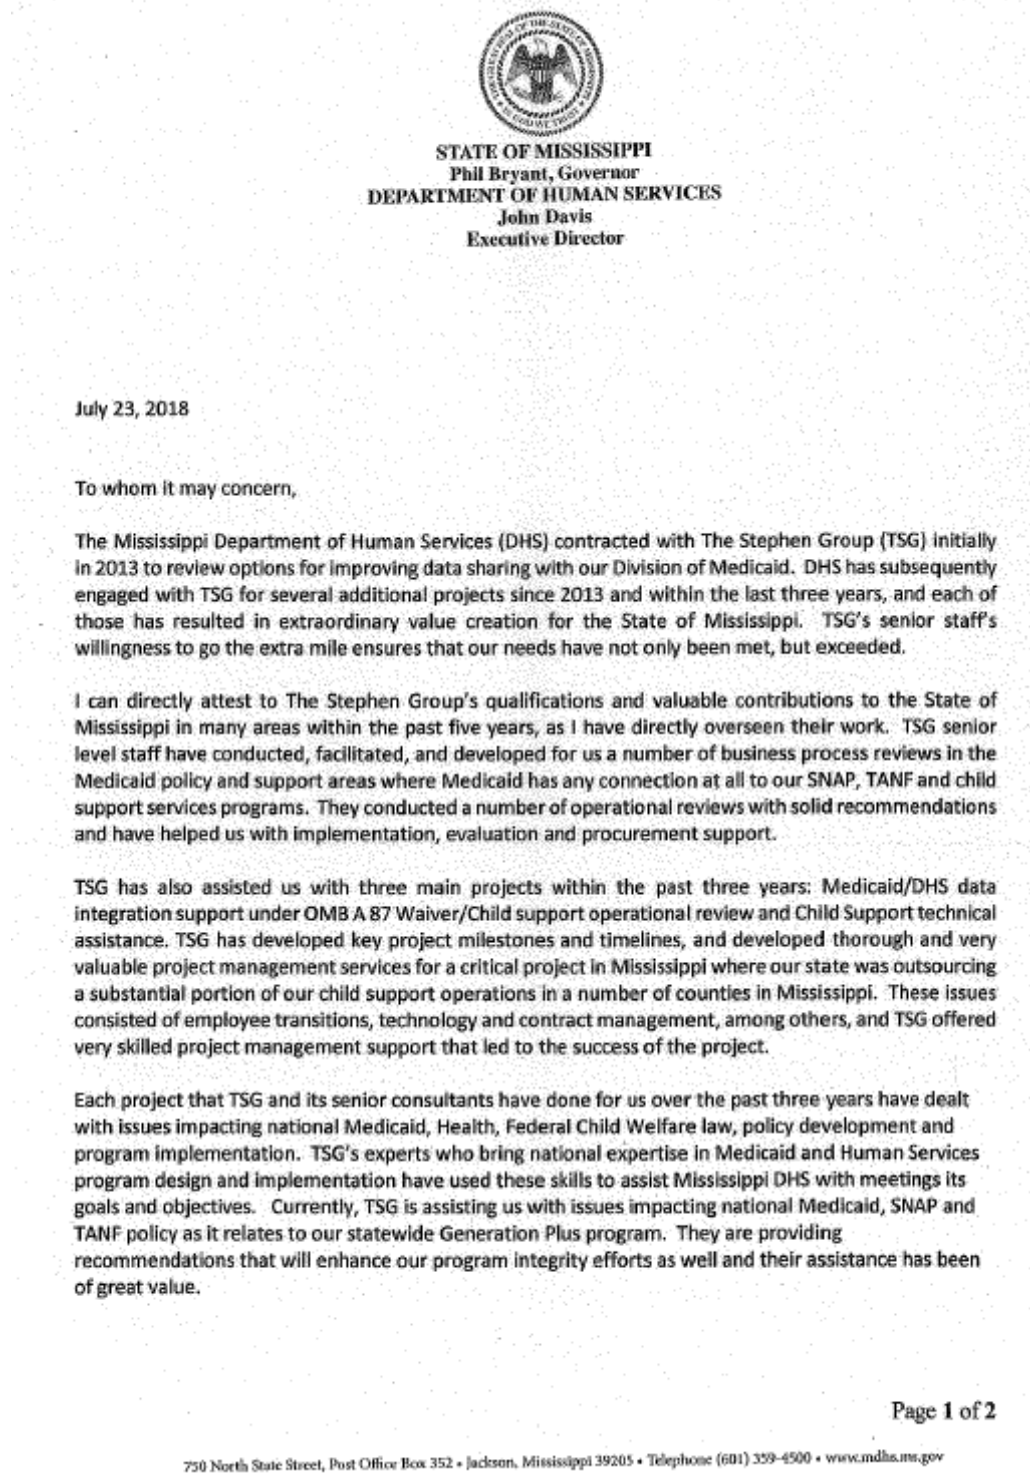 THE GREAT SEAL OF THE STATE OF MISSISSIPPI
IN GOD WE TRUST
STATE OF MISSISSIPPI
Phil Bryant, Governor
DEPARTMENT OF HUMAN SERVICES
John Davis
Executive Director
July 23, 2018
To whom it may concern,
The Mississippi Department of Human Services (DHS) contracted with The Stephen Group (TSG) initially
in 2013 to review options for improving data sharing with our Division of Medicaid. DHS has subsequently
engaged with TSG for several additional projects since 2013 and within the last three years, and each of
those has resulted in extraordinary value creation for the State of Mississippi. TSG's senior staff's
willingness to go the extra mile ensures that our needs have not only been met, but exceeded.
I can directly attest to The Stephen Group's qualifications and valuable contributions to the State of
Mississippi in many areas within the past five years, as I have directly overseen their work. TSG senior
level staff have conducted, facilitated, and developed for us a number of business process reviews in the
Medicaid policy and support areas where Medicaid has any connection at all to our SNAP, TANF and child
support services programs. They conducted a number of operational reviews with solid recommendations
and have helped us with implementation, evaluation and procurement support.
TSG has also assisted us with three main projects within the past three years: Medicaid/DHS data
integration support under OMB A 87 Waiver/Child support operational review and Child Support technical
assistance. TSG has developed key project milestones and timelines, and developed thorough and very
valuable project management services for a critical project in Mississippi where our state was outsourcing
a substantial portion of our child support operations in a number of counties in Mississippi. These issues
consisted of employee transitions, technology and contract management, among others, and TSG offered
very skilled project management support that led to the success of the project.
Each project that TSG and its senior consultants have done for us over the past three years have dealt
with issues impacting national Medicaid, Health, Federal Child Welfare law, policy development and
program implementation. TSG's experts who bring national expertise in Medicaid and Human Services
program design and implementation have used these skills to assist Mississippi DHS with meetings its
goals and objectives. Currently, TSG is assisting us with issues impacting national Medicaid, SNAP and
TANF policy as it relates to our statewide Generation Plus program. They are providing
recommendations that will enhance our program integrity efforts as well and their assistance has been
of great value.
Page 1 of 2
750 North State Street, Post Office Box 352 • Jackson, Mississippi 39205 • Telephone (601) 359-4500 • www.mdhs.ms.gov